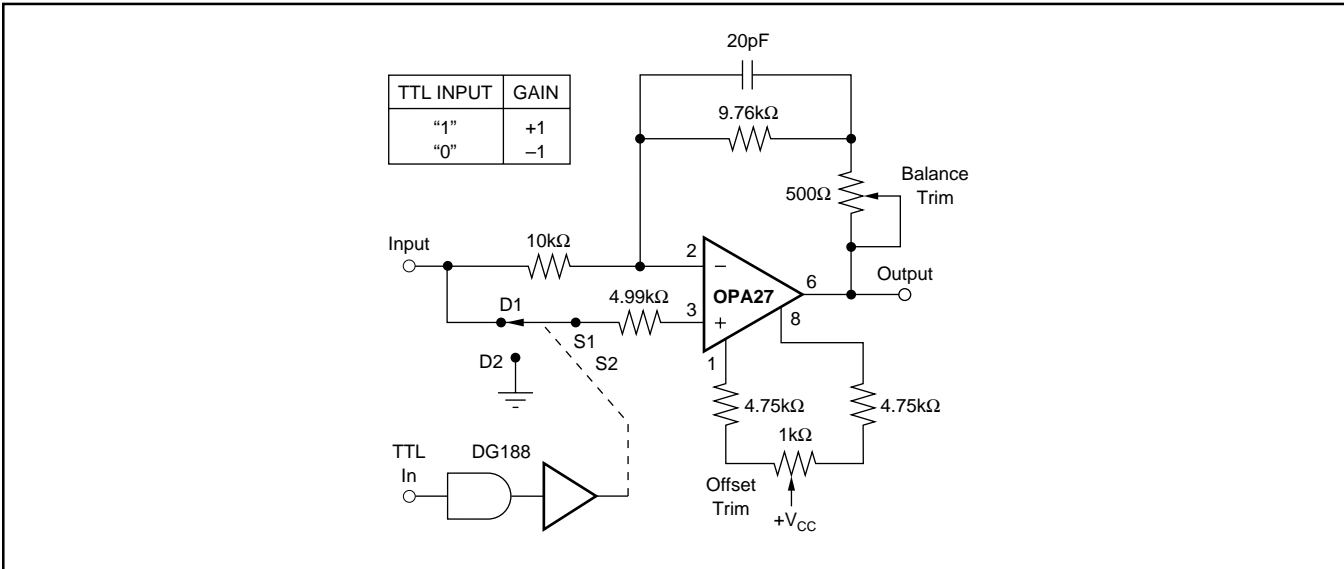 20pF
TTL INPUT GAIN
“1” +1
“0” –1
9.76kΩ
500Ω
Balance
Trim
Input
10kΩ
2
–
OPA27
6
Output
D1
4.99kΩ
3
+
8
S1
S2
D2
1
4.75kΩ
4.75kΩ
1kΩ
TTL
In
DG188
Offset
Trim
+VCC